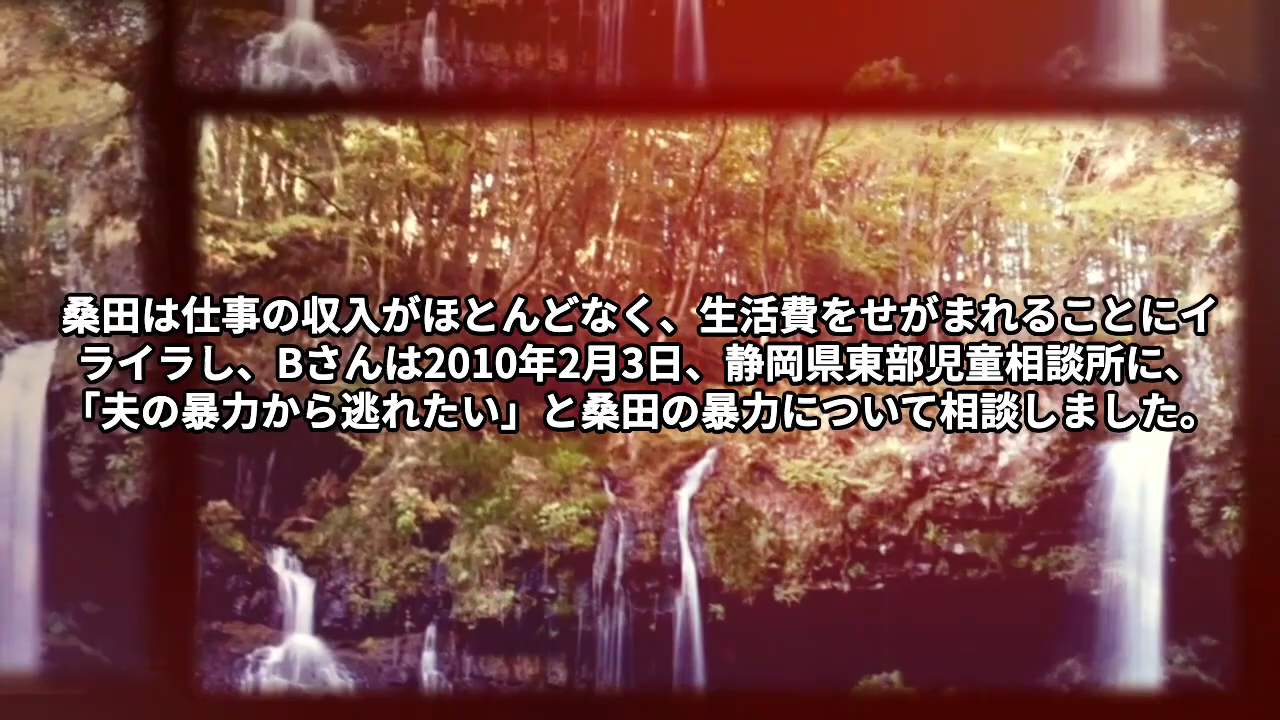 桑田は仕事の収入がほとんどなく、生活費をせがまれることにイ
ライラし、Bさんは2010年2月3日、静岡県東部児童相談所に、
「夫の暴力から逃れたい」と桑田の暴力について相談しました。